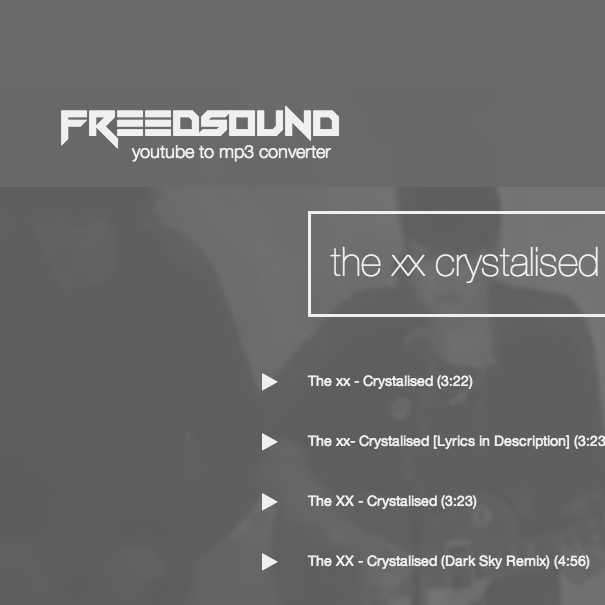 FREEDSOUND
youtube to mp3 converter
the xx crystalised
The xx - Crystalised (3:22)
The xx- Crystalised [Lyrics in Description] (3:23
The XX - Crystalised (3:23)
The XX - Crystalised (Dark Sky Remix) (4:56)